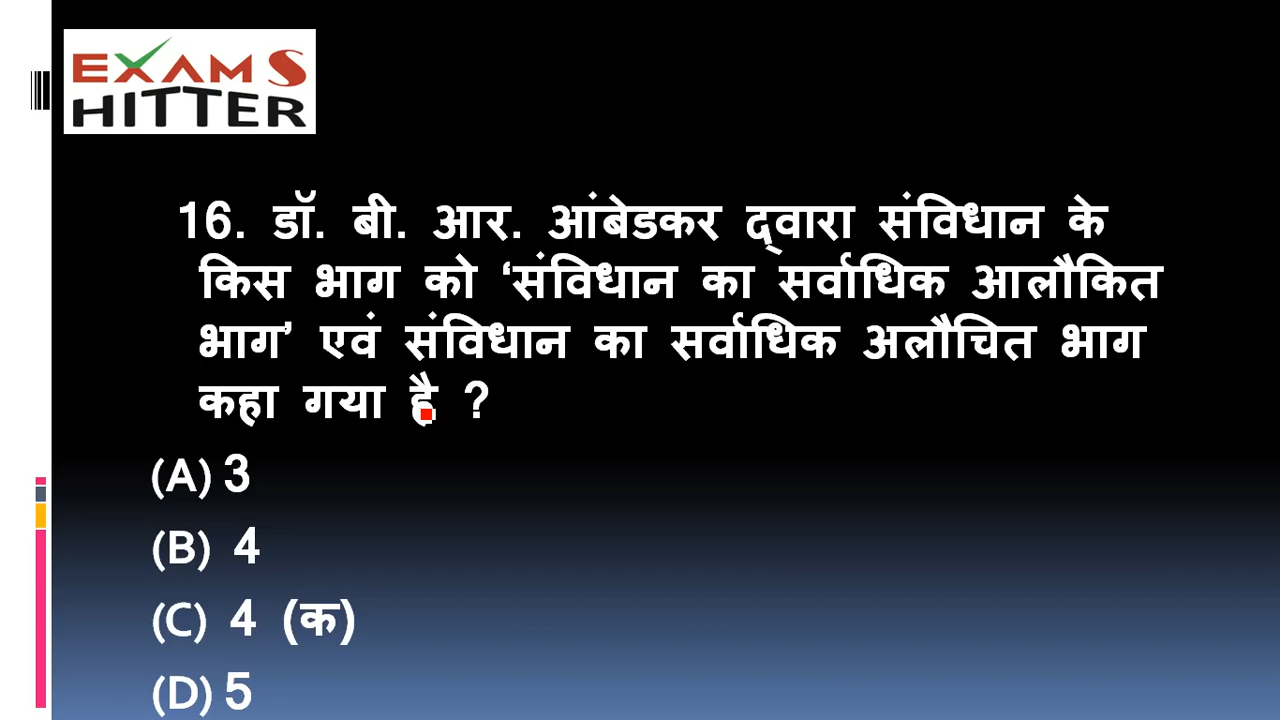 EXAMS
HITTER
16. डॉ. बी. आर. आंबेडकर द्वारा संविधान के
किस भाग को ‘संविधान का सर्वाधिक आलौकित
भाग’ एवं संविधान का सर्वाधिक अलौचित भाग
कहा गया है ?
(A) 3
(B) 4
(C) 4 (क)
(D) 5